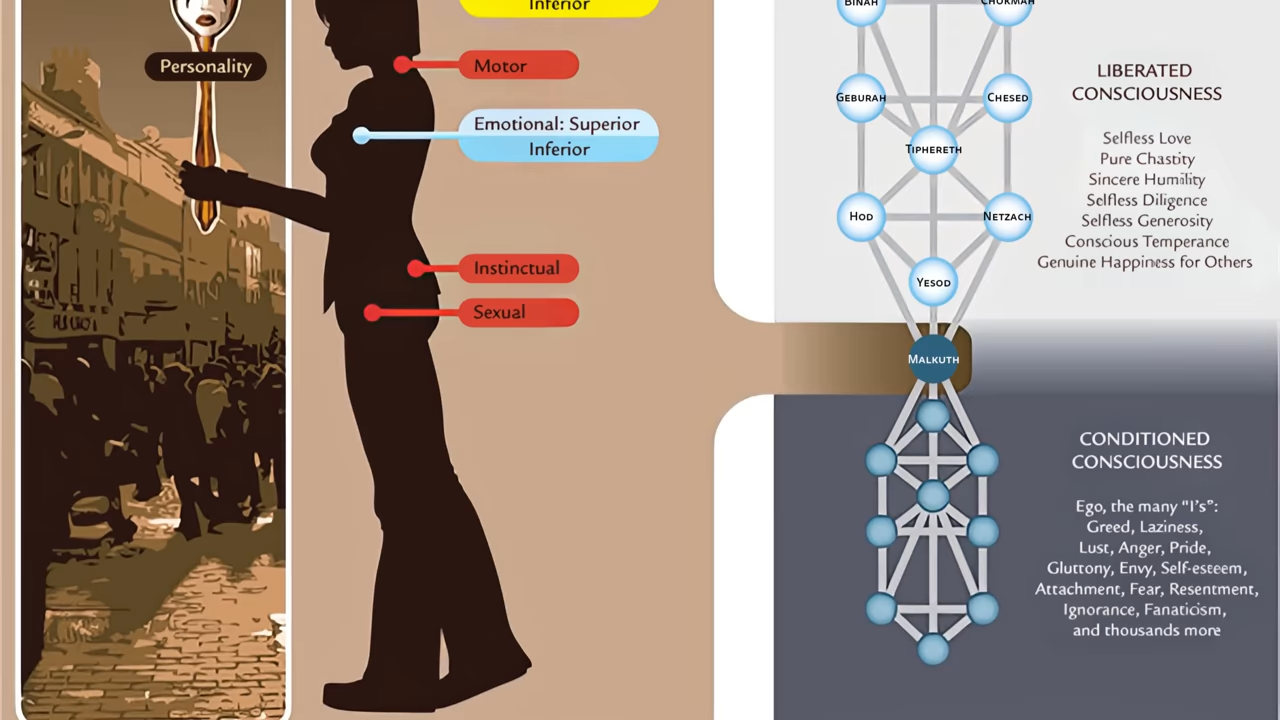 Inferior
Personality
Motor
Emotional: Superior
Inferior
Instinctual
Sexual
BINAH
CHOKMAH
GEBURAH
CHESED
TIPHERETH
HOD
NETZACH
YESOD
MALKUTH
LIBERATED
CONSCIOUSNESS
Selfless Love
Pure Chastity
Sincere Humility
Selfless Diligence
Selfless Generosity
Conscious Temperance
Genuine Happiness for Others
CONDITIONED
CONSCIOUSNESS
Ego, the many “I’s”:
Greed, Laziness,
Lust, Anger, Pride,
Gluttony, Envy, Self-esteem,
Attachment, Fear, Resentment,
Ignorance, Fanaticism,
and thousands more